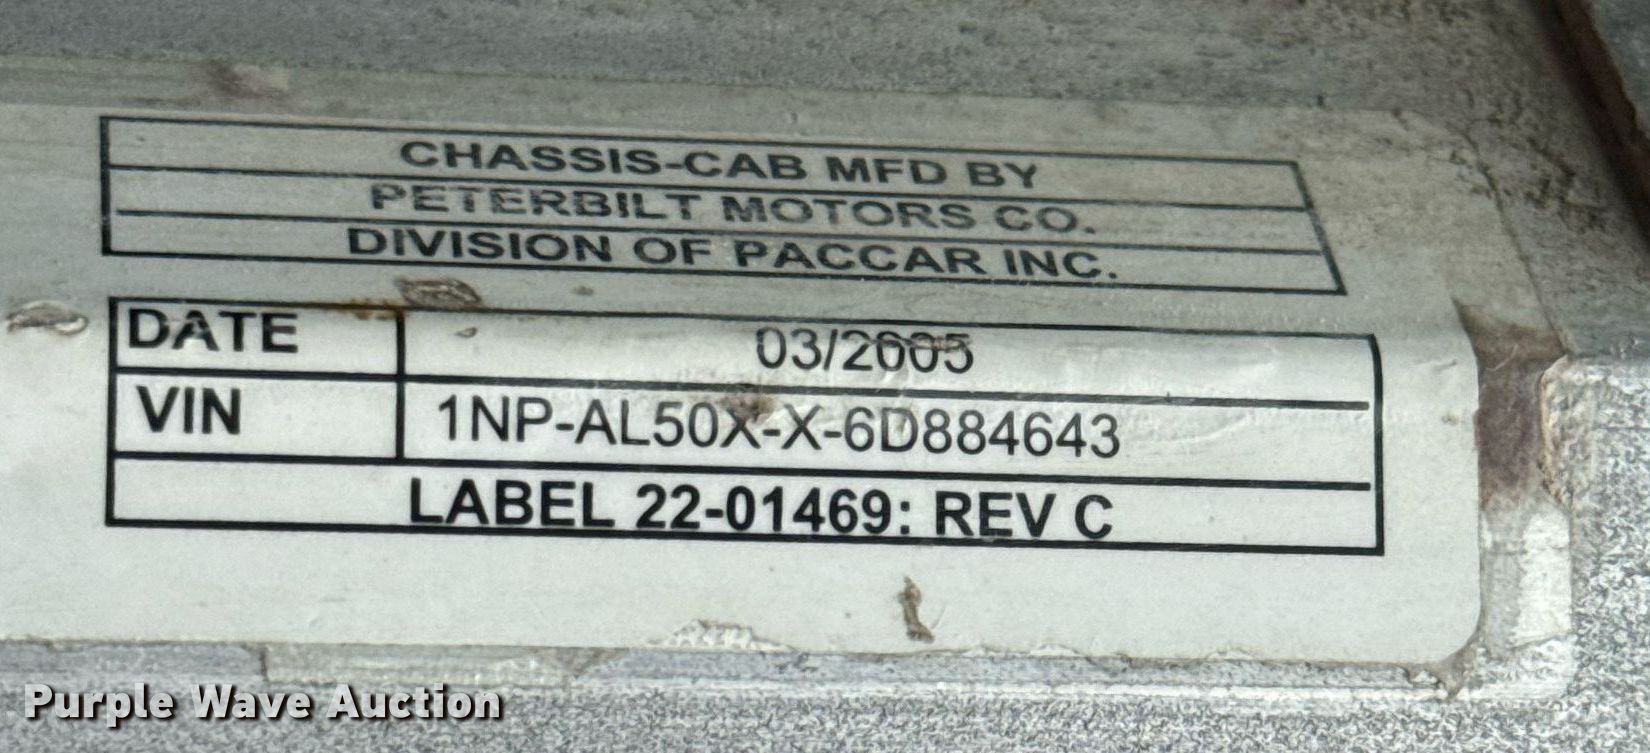 CHASSIS-CAB MFD BY
PETERBILT MOTORS CO.
DIVISION OF PACCAR INC.
DATE 03/2005
VIN 1NP-AL50X-X-6D884643
LABEL 22-01469: REV C
Purple Wave Auction